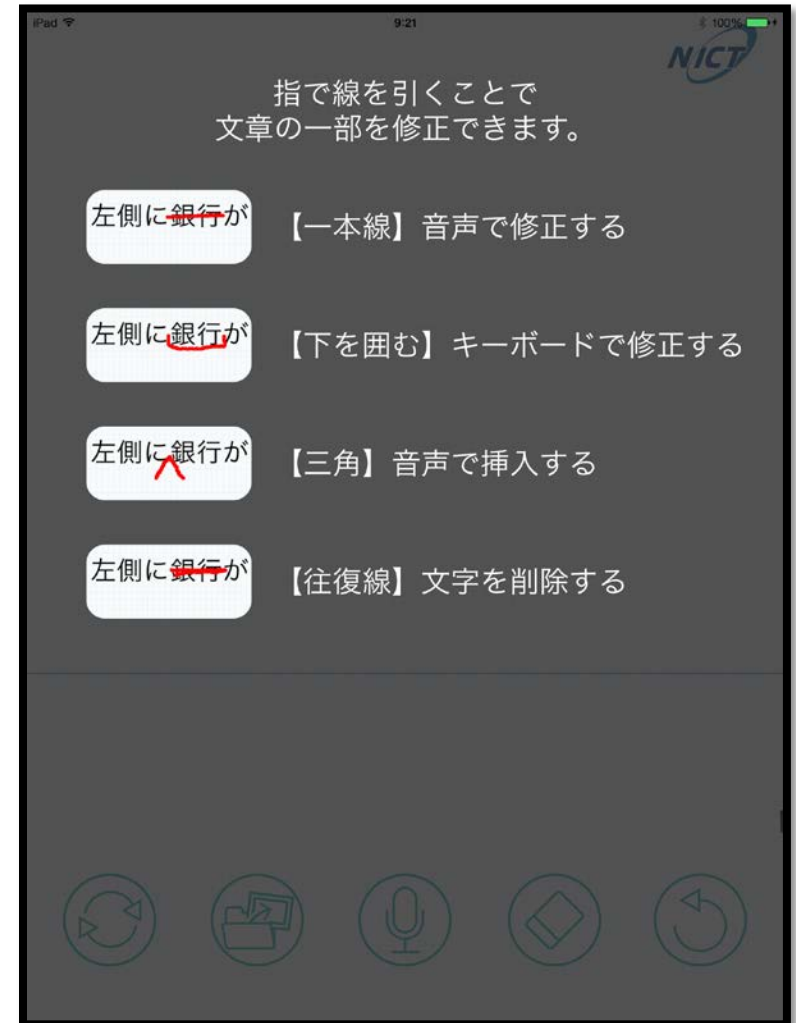 iPad 9:21 100%
NICT
指で線を引くことで
文章の一部を修正できます。
左側に銀行が
【一本線】音声で修正する
左側に銀行が
【下を囲む】キーボードで修正する
左側に銀行が
【三角】音声で挿入する
左側に銀行が
【往復線】文字を削除する